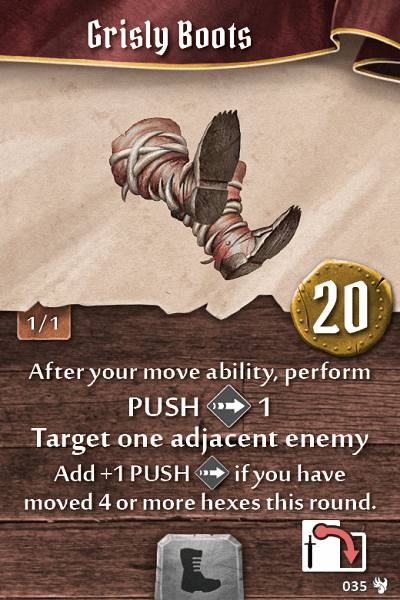 Grisly Boots
1/1
20
After your move ability, perform
PUSH 1
Target one adjacent enemy
Add +1 PUSH if you have
moved 4 or more hexes this round.
035